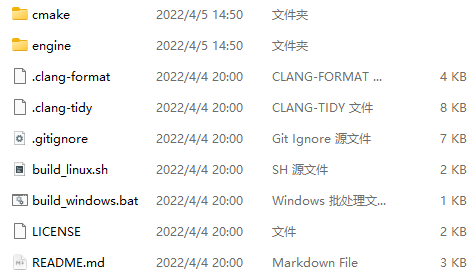 cmake 2022/4/5 14:50 文件夹
engine 2022/4/5 14:50 文件夹
.clang-format 2022/4/4 20:00 CLANG-FORMAT ... 4 KB
.clang-tidy 2022/4/4 20:00 CLANG-TIDY 文件 8 KB
.gitignore 2022/4/4 20:00 Git Ignore 源文件 7 KB
build_linux.sh 2022/4/4 20:00 SH 源文件 2 KB
build_windows.bat 2022/4/4 20:00 Windows 批处理文... 1 KB
LICENSE 2022/4/4 20:00 文件 2 KB
README.md 2022/4/4 20:00 Markdown File 3 KB